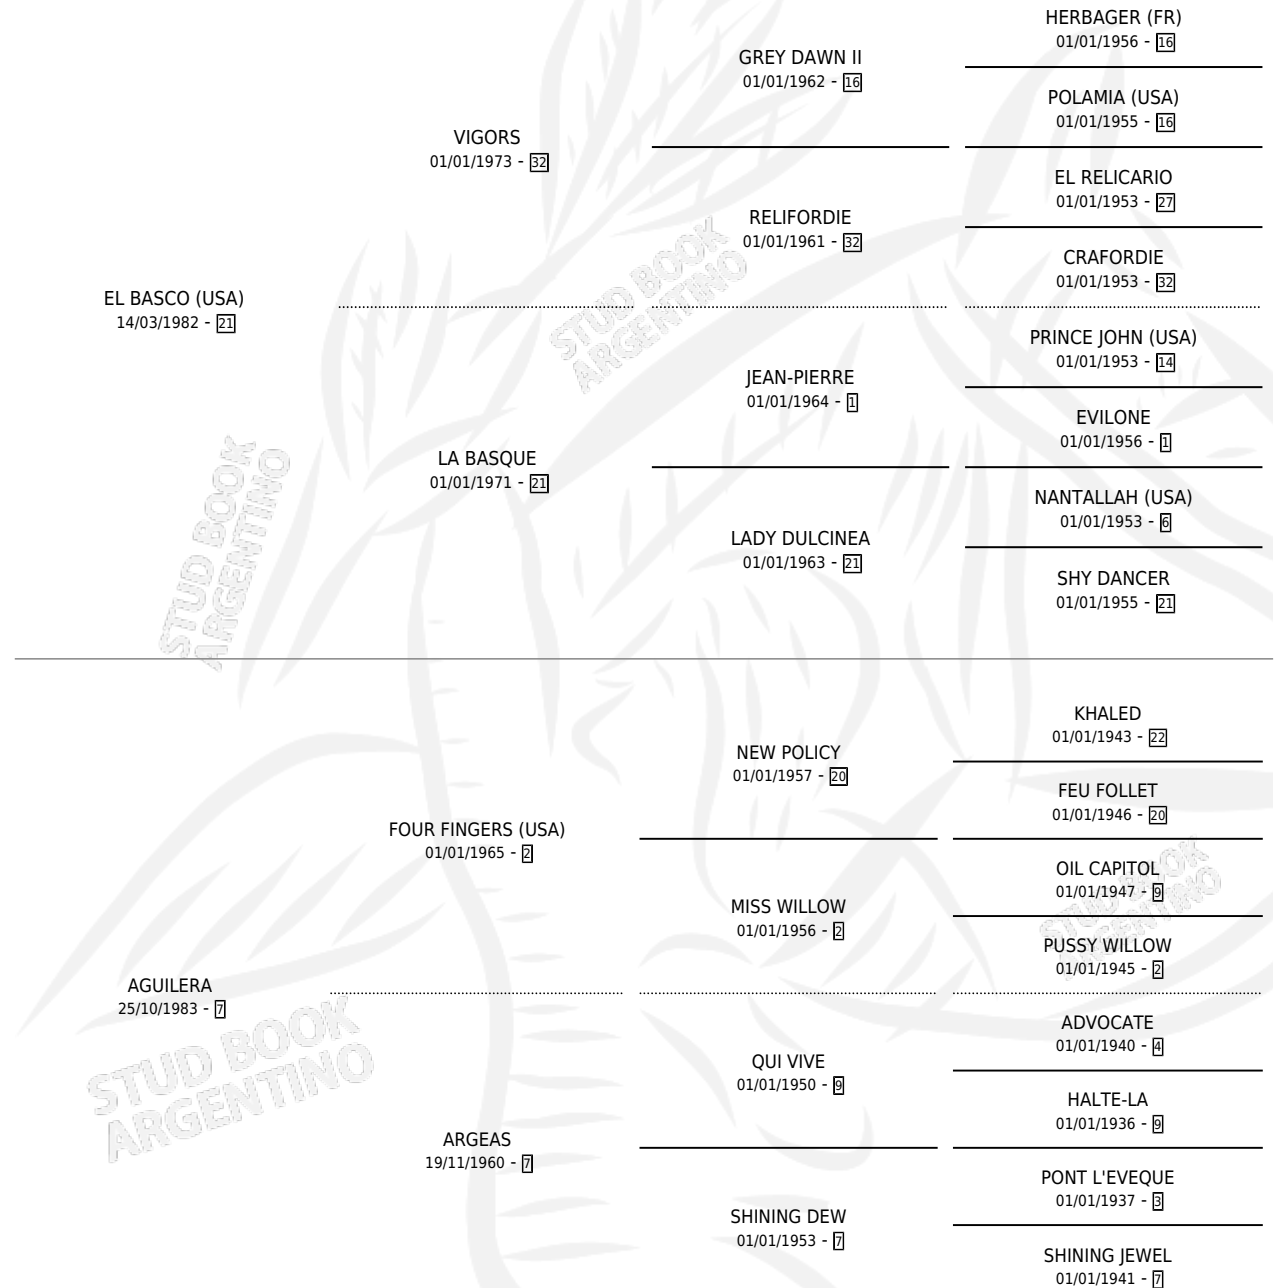 HERBAGER (FR)
01/01/1956 - 16
GREY DAWN II
01/01/1962 - 16
POLAMIA (USA)
01/01/1955 - 16
VIGORS
01/01/1973 - 32
EL RELICARIO
01/01/1953 - 27
RELIFORDIE
01/01/1961 - 32
CRAFORDIE
01/01/1953 - 32
EL BASCO (USA)
14/03/1982 - 21
PRINCE JOHN (USA)
01/01/1953 - 14
JEAN-PIERRE
01/01/1964 - 1
EVILONE
01/01/1956 - 1
LA BASQUE
01/01/1971 - 21
NANTALLAH (USA)
01/01/1953 - 6
LADY DULCINEA
01/01/1963 - 21
SHY DANCER
01/01/1955 - 21
KHALED
01/01/1943 - 22
NEW POLICY
01/01/1957 - 20
FEU FOLLET
01/01/1946 - 20
FOUR FINGERS (USA)
01/01/1965 - 2
OIL CAPITOL
01/01/1947 - 9
MISS WILLOW
01/01/1956 - 2
PUSSY WILLOW
01/01/1945 - 2
AGUILERA
25/10/1983 - 7
ADVOCATE
01/01/1940 - 4
QUI VIVE
01/01/1950 - 9
HALTE-LA
01/01/1936 - 9
ARGEAS
19/11/1960 - 7
PONT L'EVEQUE
01/01/1937 - 3
SHINING DEW
01/01/1953 - 7
SHINING JEWEL
01/01/1941 - 7
STUD BOOK
ARGENTINO
STUD BOOK
ARGENTINO
STUD BOOK
ARGENTINO
STUD BOOK
ARGENTINO